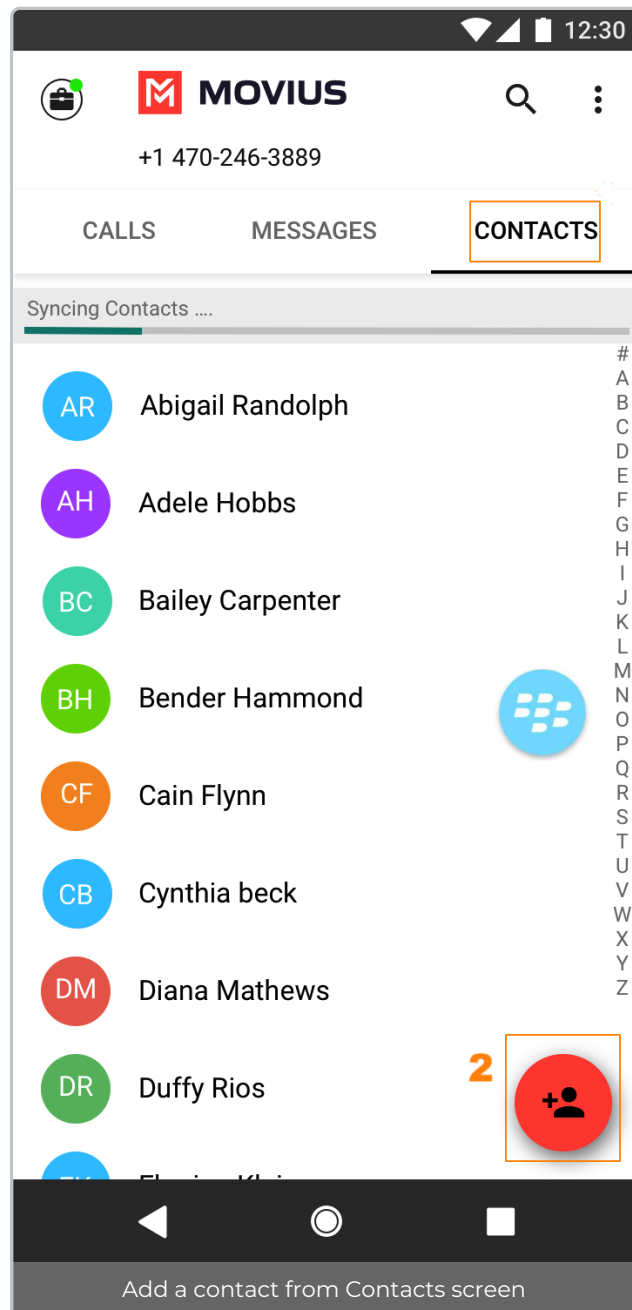 12:30
MOVIUS
+1 470-246-3889
CALLS MESSAGES CONTACTS
Syncing Contacts ....
#
A
AR Abigail Randolph
B
C
D
E
AH Adele Hobbs
F
G
H
I
BC Bailey Carpenter
J
K
L
M
BH Bender Hammond
N
O
P
Q
CF Cain Flynn
R
S
T
U
CB Cynthia beck
V
W
X
Y
DM Diana Mathews
Z
2
DR Duffy Rios
Add a contact from Contacts screen